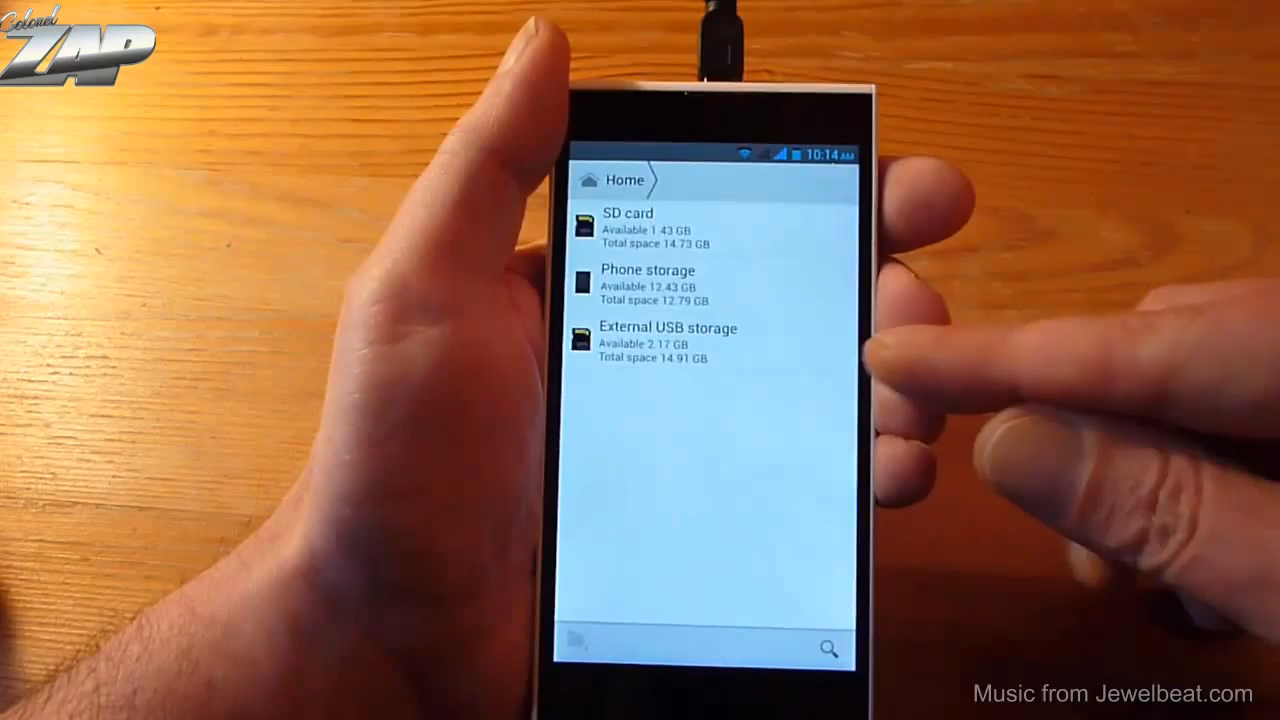 Colonel
ZAP
10:14 AM
Home
SD card
Available 1.43 GB
Total space 14.73 GB
Phone storage
Available 12.43 GB
Total space 12.79 GB
External USB storage
Available 2.17 GB
Total space 14.91 GB
Music from Jewelbeat.com